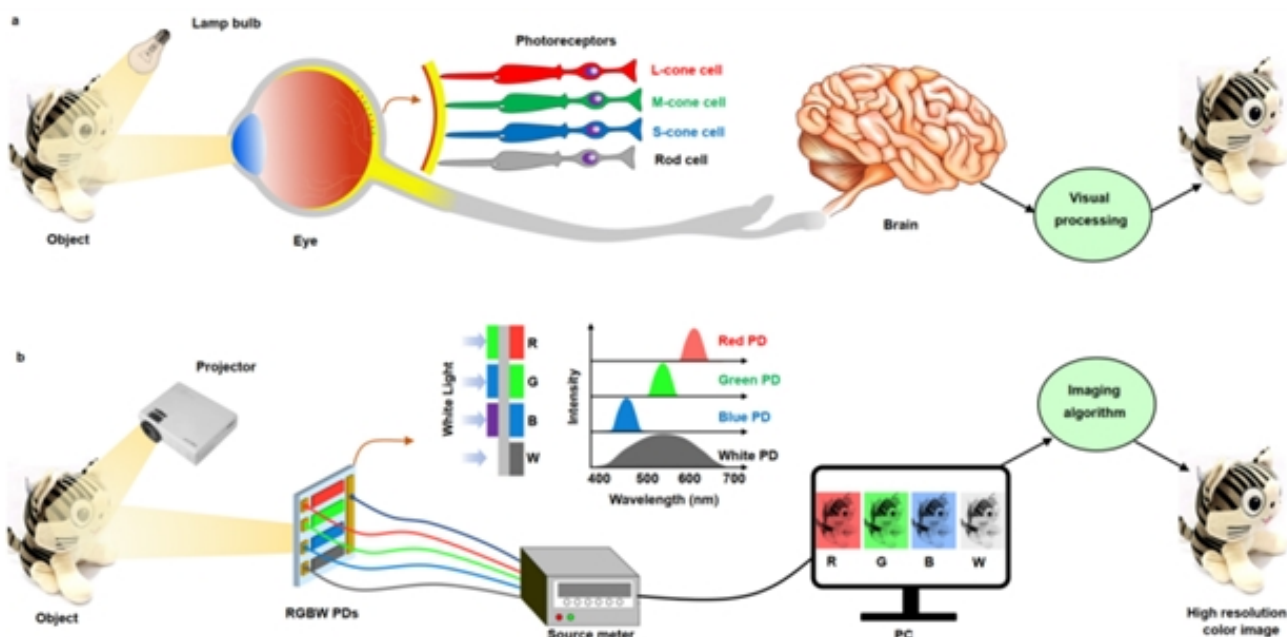 a
Lamp bulb
Photoreceptors
L-cone cell
M-cone cell
S-cone cell
Rod cell
Object
Eye
Brain
Visual
processing
b
Projector
White Light
R
G
B
W
Intensity
Red PD
Green PD
Blue PD
White PD
400 500 600 700
Wavelength (nm)
Imaging
algorithm
R G B W
Object
RGBW PDs
Source meter
PC
High resolution
color image